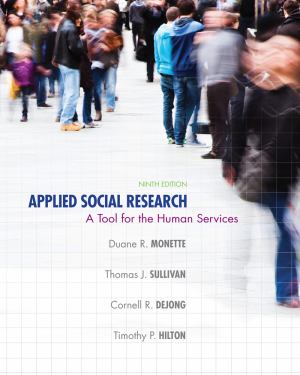 NINTH EDITION
APPLIED SOCIAL RESEARCH
A Tool for the Human Services
Duane R. MONETTE
Thomas J. SULLIVAN
Cornell R. DEJONG
Timothy P. HILTON